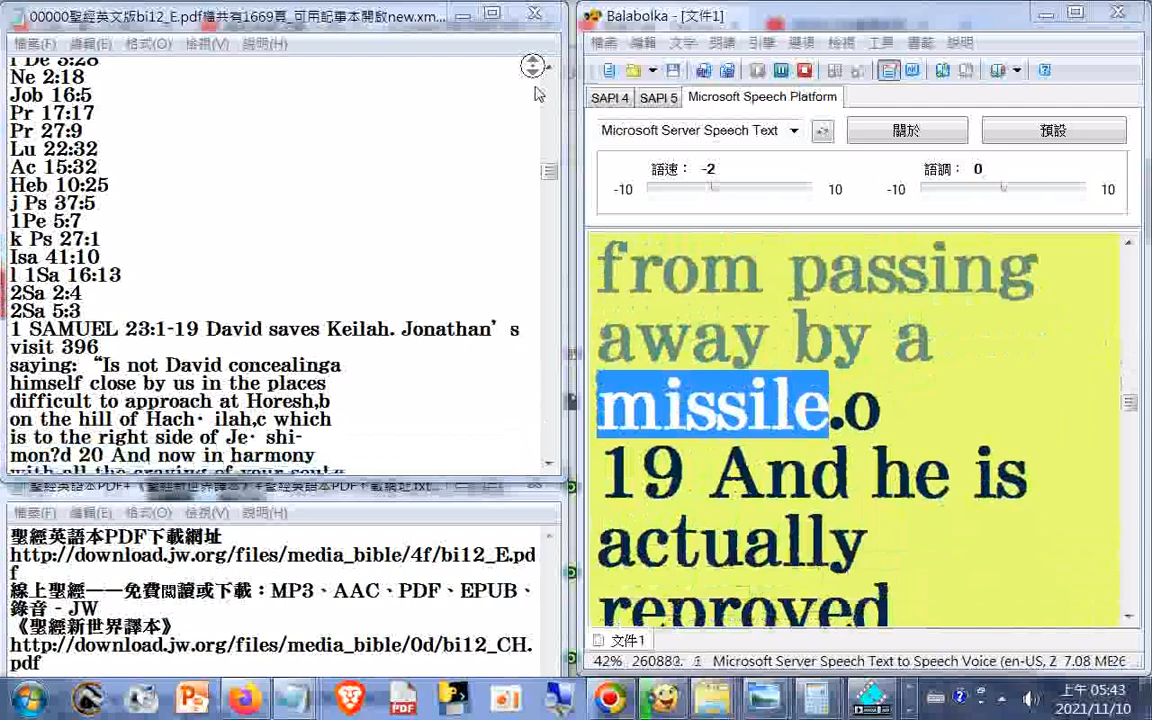 00000聖經英文版bi12_E.pdf檔共有1669頁_可用記事本開啟new.xm...
檔案(F) 編輯(E) 格式(O) 檢視(V) 說明(H)
Ne 2:18
Job 16:5
Pr 17:17
Pr 27:9
Lu 22:32
Ac 15:32
Heb 10:25
j Ps 37:5
1Pe 5:7
k Ps 27:1
Isa 41:10
l 1Sa 16:13
2Sa 2:4
2Sa 5:3
1 SAMUEL 23:1-19 David saves Keilah. Jonathan’s
visit 396
saying: “Is not David concealinga
himself close by us in the places
difficult to approach at Horesh,b
on the hill of Hach·ilah,c which
is to the right side of Je·shi-
mon?d 20 And now in harmony
with all the craving of your soul,e
檔案(F) 編輯(E) 格式(O) 檢視(V) 說明(H)
聖經英語本PDF下載網址
http://download.jw.org/files/media_bible/4f/bi12_E.pd
f
線上聖經——免費閱讀或下載：MP3、AAC、PDF、EPUB、
錄音 - JW
《聖經新世界譯本》
http://download.jw.org/files/media_bible/0d/bi12_CH.
pdf
Balabolka - [文件1]
檔案 編輯 文字 朗讀 引擎 選項 檢視 工具 書籤 說明
SAPI 4 SAPI 5 Microsoft Speech Platform
Microsoft Server Speech Text 關於 預設
語速： -2 語調： 0
-10 10 -10 10
from passing
away by a
missile.o
19 And he is
actually
reproved
文件1
42% Microsoft Server Speech Text to Speech Voice (en-US, Z
PDF
上午 05:43
2021/11/10